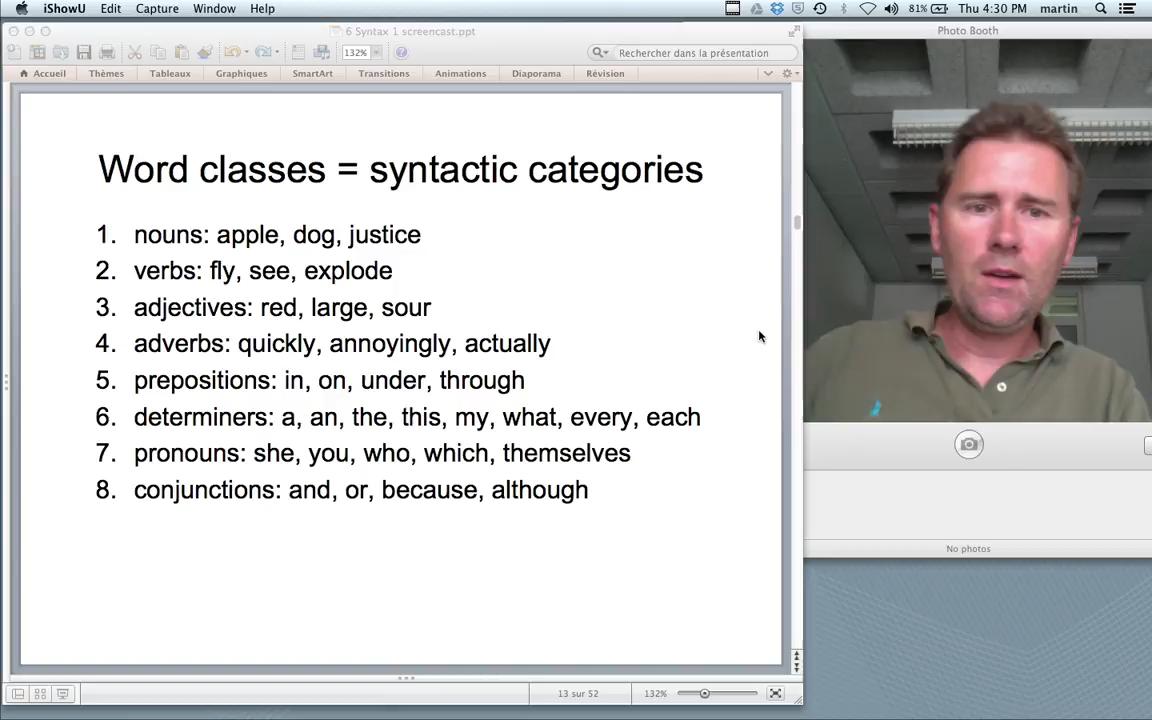 iShowU Edit Capture Window Help 81% Thu 4:30 PM martin
6 Syntax 1 screencast.ppt
Photo Booth
132% Rechercher dans la présentation
Accueil Thèmes Tableaux Graphiques SmartArt Transitions Animations Diaporama Révision
Word classes = syntactic categories
1. nouns: apple, dog, justice
2. verbs: fly, see, explode
3. adjectives: red, large, sour
4. adverbs: quickly, annoyingly, actually
5. prepositions: in, on, under, through
6. determiners: a, an, the, this, my, what, every, each
7. pronouns: she, you, who, which, themselves
8. conjunctions: and, or, because, although
No photos
13 sur 52 132%